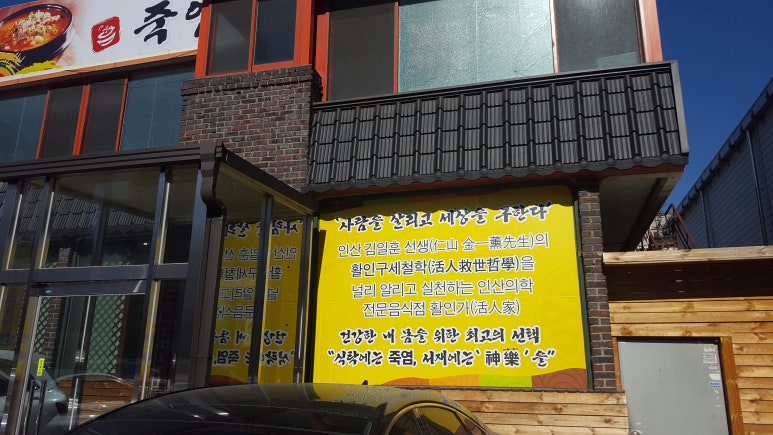 죽염
'사람을 살리고 세상을 구한다'
인산 김일훈 선생(仁山 金一薰先生)의
활인구세철학(活人救世哲學)을
널리 알리고 실천하는 인산의학
전문음식점 활인가(活人家)
건강한 내 몸을 위한 최고의 선택
"식탁에는 죽염, 서재에는 '神藥' 을"